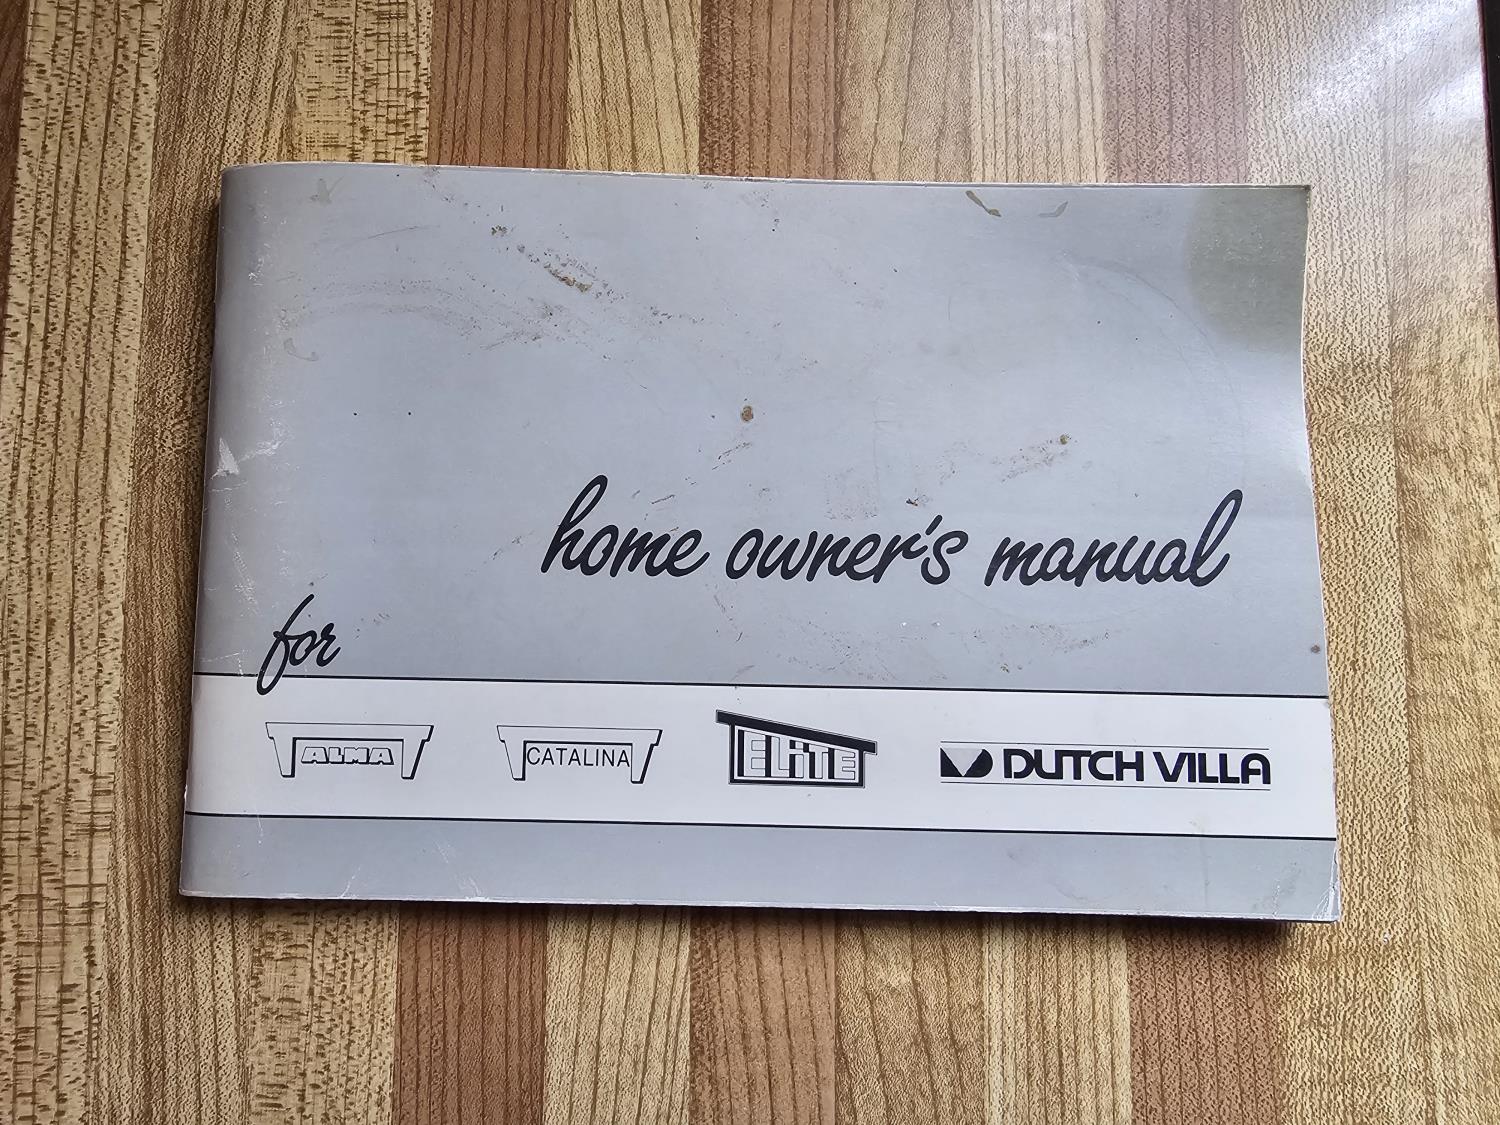 home owner's manual
for
ALMA CATALINA ELITE DUTCH VILLA